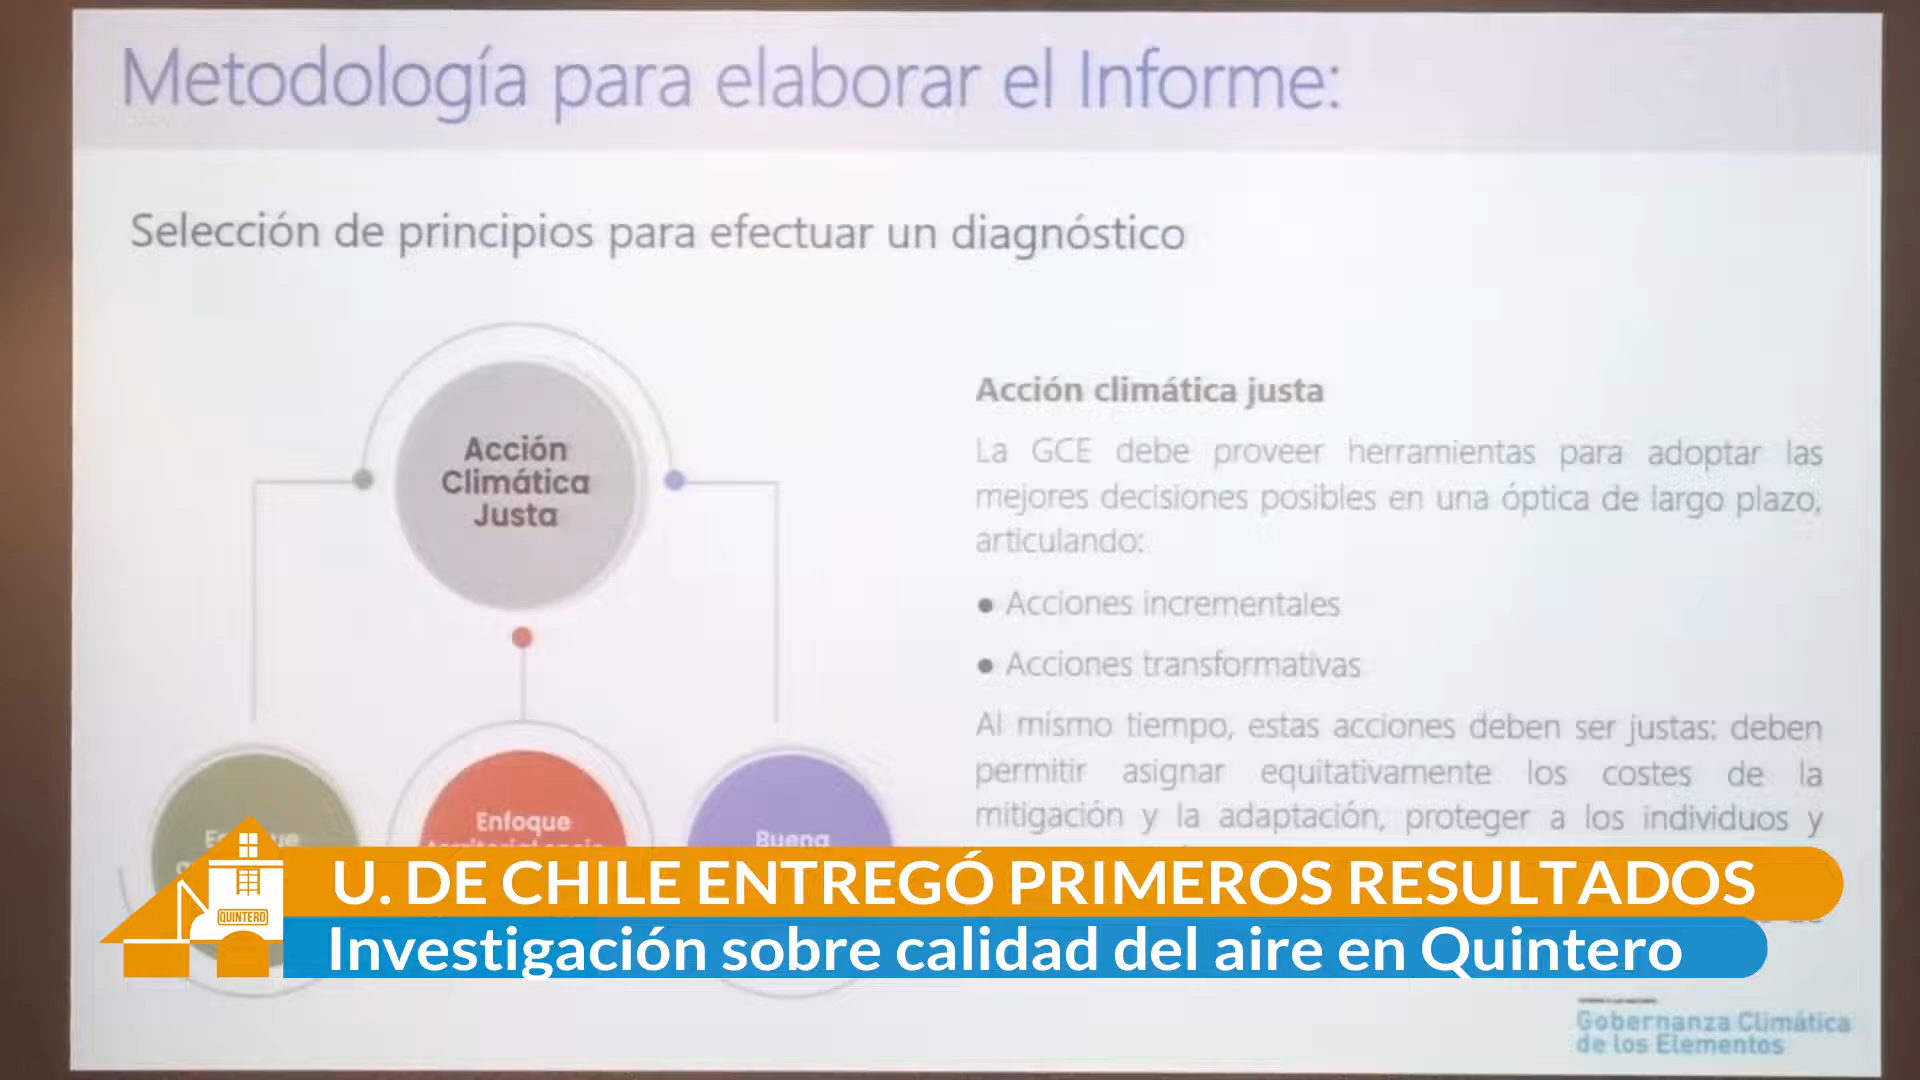 Metodología para elaborar el Informe:
Selección de principios para efectuar un diagnóstico
Acción
Climática
Justa
Acción climática justa
La GCE debe proveer herramientas para adoptar las
mejores decisiones posibles en una óptica de largo plazo,
articulando:
● Acciones incrementales
● Acciones transformativas
Al mismo tiempo, estas acciones deben ser justas: deben
permitir asignar equitativamente los costes de la
mitigación y la adaptación, proteger a los individuos y
Enfoque
Buena
U. DE CHILE ENTREGÓ PRIMEROS RESULTADOS
QUINTERO
Investigación sobre calidad del aire en Quintero
Gobernanza Climática
de los Elementos